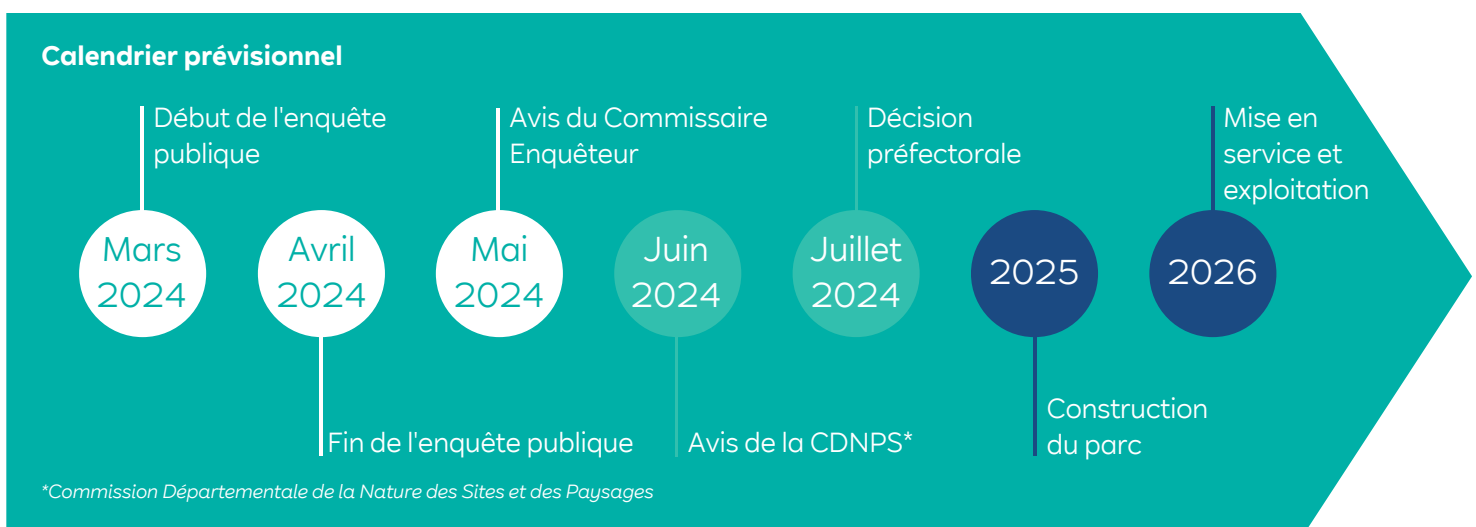 Calendrier prévisionnel
Début de l'enquête
publique
Avis du Commissaire
Enquêteur
Décision
préfectorale
Mise en
service et
exploitation
Mars
2024
Avril
2024
Mai
2024
Juin
2024
Juillet
2024
2025
2026
Fin de l'enquête publique
Avis de la CDNPS*
Construction
du parc
*Commission Départementale de la Nature des Sites et des Paysages